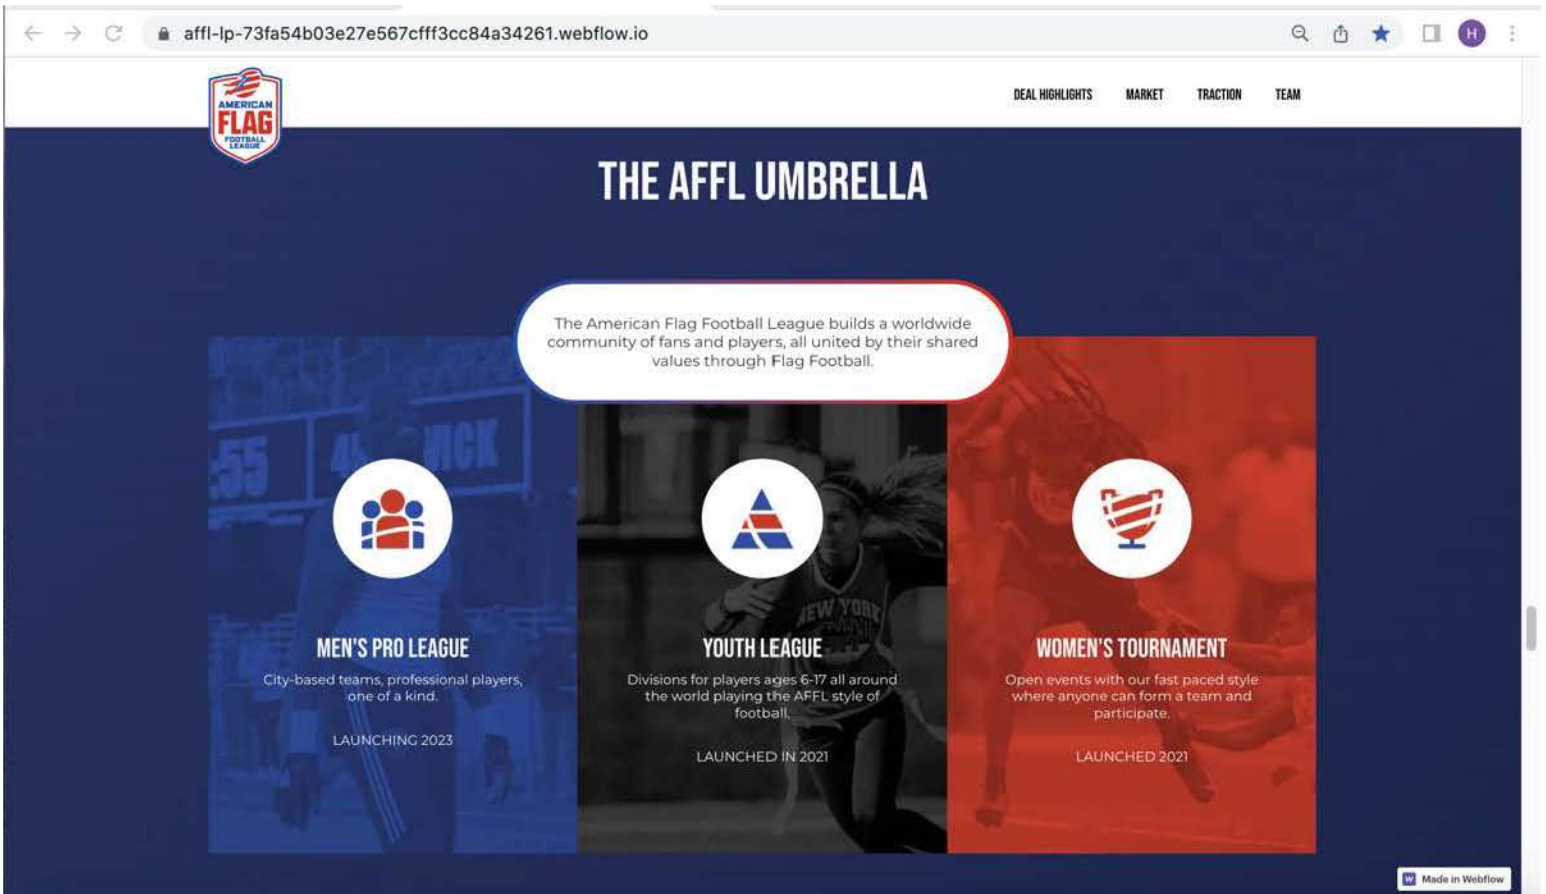 affl-lp-73fa54b03e27e567cfff3cc84a34261.webflow.io
H
AMERICAN
FLAG
FOOTBALL
LEAGUE
DEAL HIGHLIGHTS
MARKET
TRACTION
TEAM
THE AFFL UMBRELLA
The American Flag Football League builds a worldwide
community of fans and players, all united by their shared
values through Flag Football.
:55
NEW YORK
MEN'S PRO LEAGUE
City-based teams, professional players,
one of a kind.
LAUNCHING 2023
YOUTH LEAGUE
Divisions for players ages 6-17 all around
the world playing the AFFL style of
football.
LAUNCHED IN 2021
WOMEN'S TOURNAMENT
Open events with our fast paced style
where anyone can form a team and
participate.
LAUNCHED 2021
W Made in Webflow